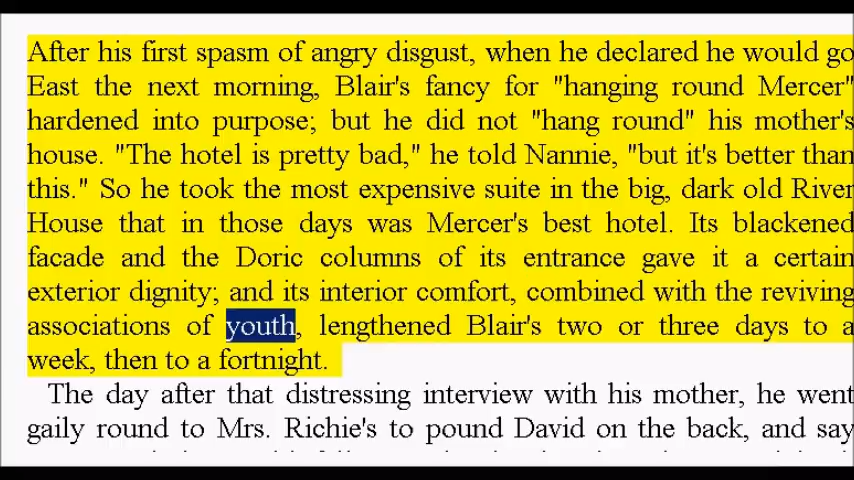 After his first spasm of angry disgust, when he declared he would go
East the next morning, Blair's fancy for "hanging round Mercer"
hardened into purpose; but he did not "hang round" his mother's
house. "The hotel is pretty bad," he told Nannie, "but it's better than
this." So he took the most expensive suite in the big, dark old River
House that in those days was Mercer's best hotel. Its blackened
facade and the Doric columns of its entrance gave it a certain
exterior dignity; and its interior comfort, combined with the reviving
associations of youth, lengthened Blair's two or three days to a
week, then to a fortnight.
The day after that distressing interview with his mother, he went
gaily round to Mrs. Richie's to pound David on the back, and say